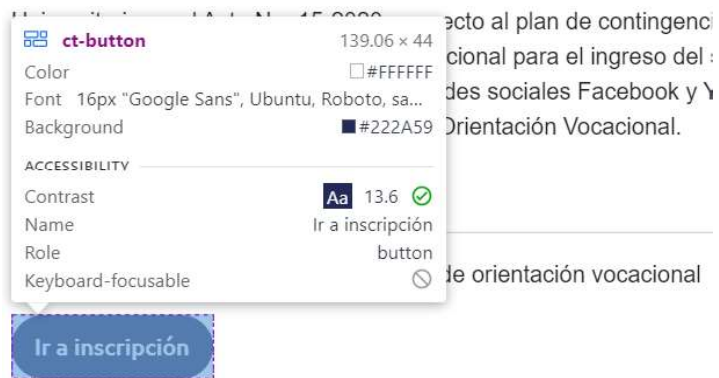 ecto al plan de contingenci
cional para el ingreso del
des sociales Facebook y Y
Orientación Vocacional.
de orientación vocacional
ct-button 139.06 × 44
Color #FFFFFF
Font 16px "Google Sans", Ubuntu, Roboto, sa...
Background #222A59
ACCESSIBILITY
Contrast Aa 13.6
Name Ir a inscripción
Role button
Keyboard-focusable
Ir a inscripción